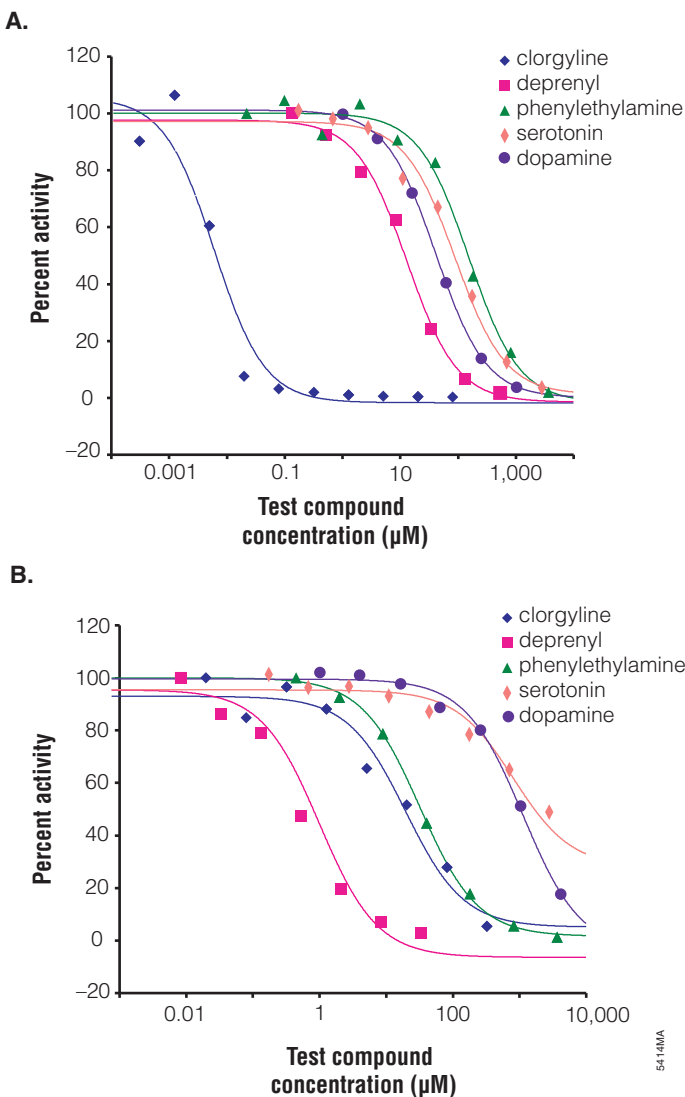 A.
120
100
80
60
40
20
0
–20
Percent activity
0.001 0.1 10 1,000
Test compound
concentration (µM)
clorgyline
deprenyl
phenylethylamine
serotonin
dopamine
B.
120
100
80
60
40
20
0
–20
Percent activity
0.01 1 100 10,000
Test compound
concentration (µM)
clorgyline
deprenyl
phenylethylamine
serotonin
dopamine
5414MA